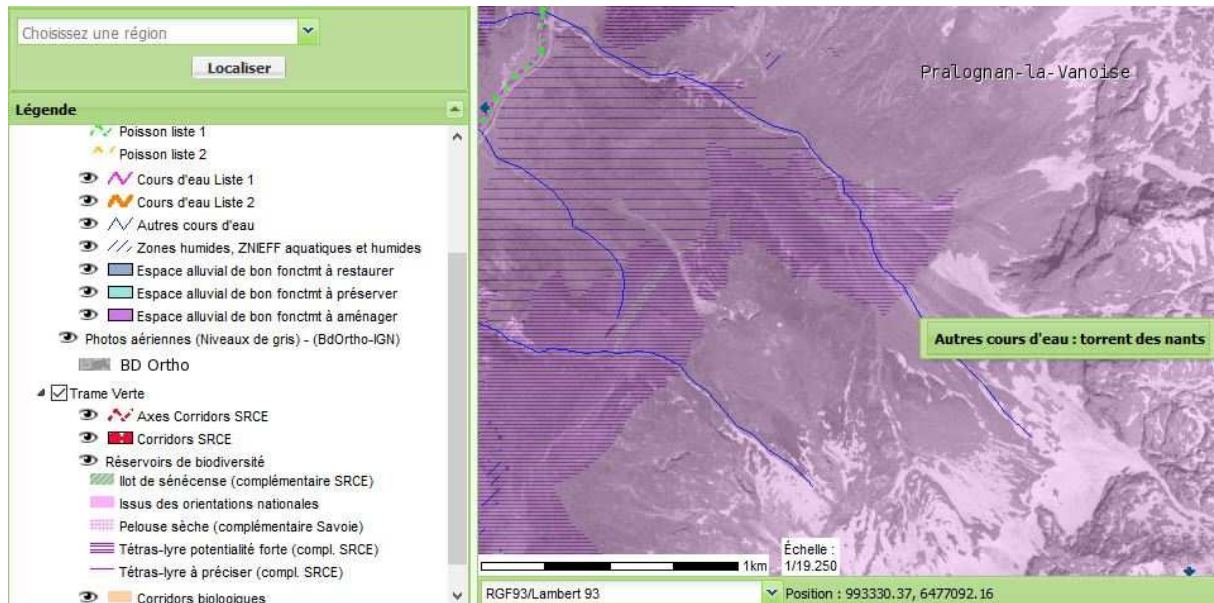 Choisissez une région
Localiser
Légende
Poisson liste 1
Poisson liste 2
Cours d'eau Liste 1
Cours d'eau Liste 2
Autres cours d'eau
Zones humides, ZNIEFF aquatiques et humides
Espace alluvial de bon fonctmt à restaurer
Espace alluvial de bon fonctmt à préserver
Espace alluvial de bon fonctmt à aménager
Photos aériennes (Niveaux de gris) - (BdOrtho-IGN)
BD Ortho
Trame Verte
Axes Corridors SRCE
Corridors SRCE
Réservoirs de biodiversité
Ilot de sénécense (complémentaire SRCE)
Issus des orientations nationales
Pelouse sèche (complémentaire Savoie)
Tétras-lyre potentialité forte (compl. SRCE)
Tétras-lyre à préciser (compl. SRCE)
Corridors biologiques
Pralognan-la-Vanoise
Autres cours d'eau : torrent des nants
1km
Échelle :
1/19.250
RGF93/Lambert 93
Position : 993330.37, 6477092.16